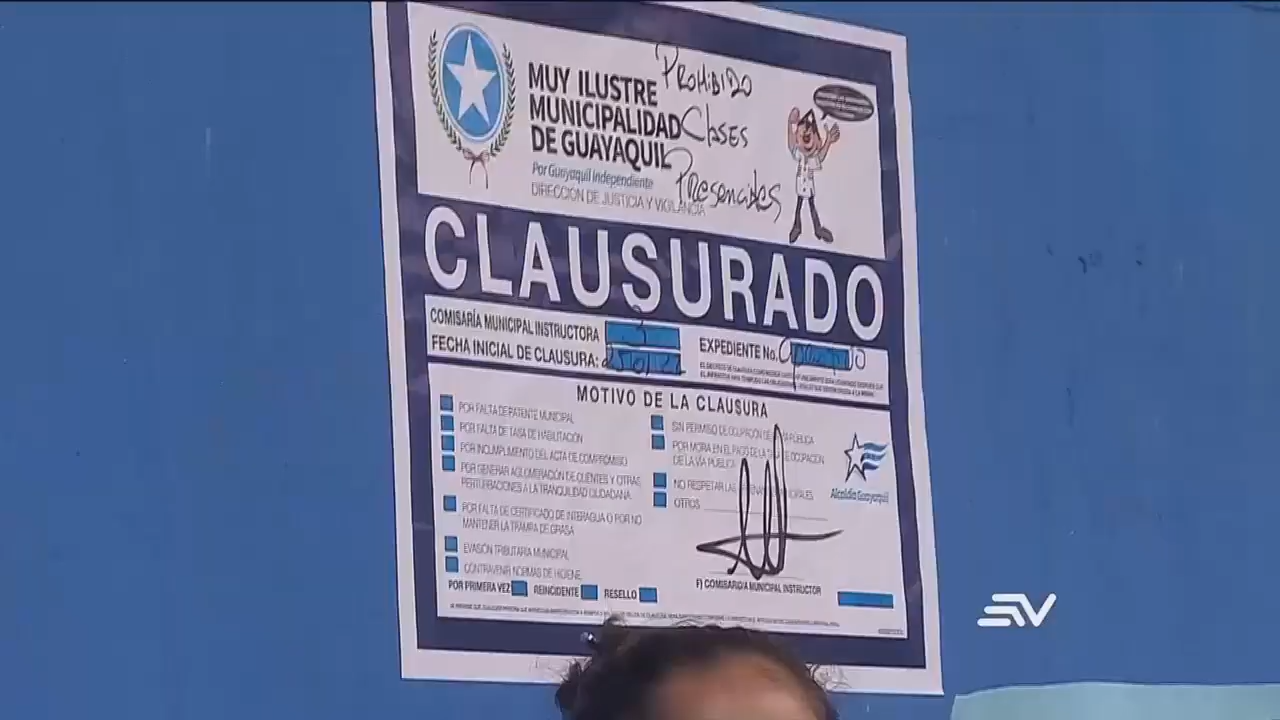 MUY ILUSTRE
MUNICIPALIDAD
DE GUAYAQUIL
Por Guayaquil Independiente
DIRECCIÓN DE JUSTICIA Y VIGILANCIA
PROHIBIDO
Clases
Presenciales
CLAUSURADO
COMISARÍA MUNICIPAL INSTRUCTORA 3
FECHA INICIAL DE CLAUSURA:
EXPEDIENTE No.
MOTIVO DE LA CLAUSURA
POR FALTA DE PATENTE MUNICIPAL
POR FALTA DE TASA DE HABILITACIÓN
POR INCUMPLIMIENTO DEL ACTA DE COMPROMISO
POR GENERAR AGLOMERACIÓN DE CLIENTES Y OTRAS
PERTURBACIONES A LA TRANQUILIDAD CIUDADANA
POR FALTA DE CERTIFICADO DE INTERAGUA O POR NO
MANTENER LA TRAMPA DE GRASA
EVASIÓN TRIBUTARIA MUNICIPAL
CONTRAVENIR NORMAS DE HIGIENE
SIN PERMISO DE OCUPACIÓN DE VÍA PÚBLICA
POR MORA EN EL PAGO DE LA TASA DE OCUPACIÓN
DE LA VÍA PÚBLICA
NO RESPETAR LAS ORDENANZAS MUNICIPALES
OTROS
Alcaldía Guayaquil
POR PRIMERA VEZ REINCIDENTE RESELLO
F) COMISARIO/A MUNICIPAL INSTRUCTOR